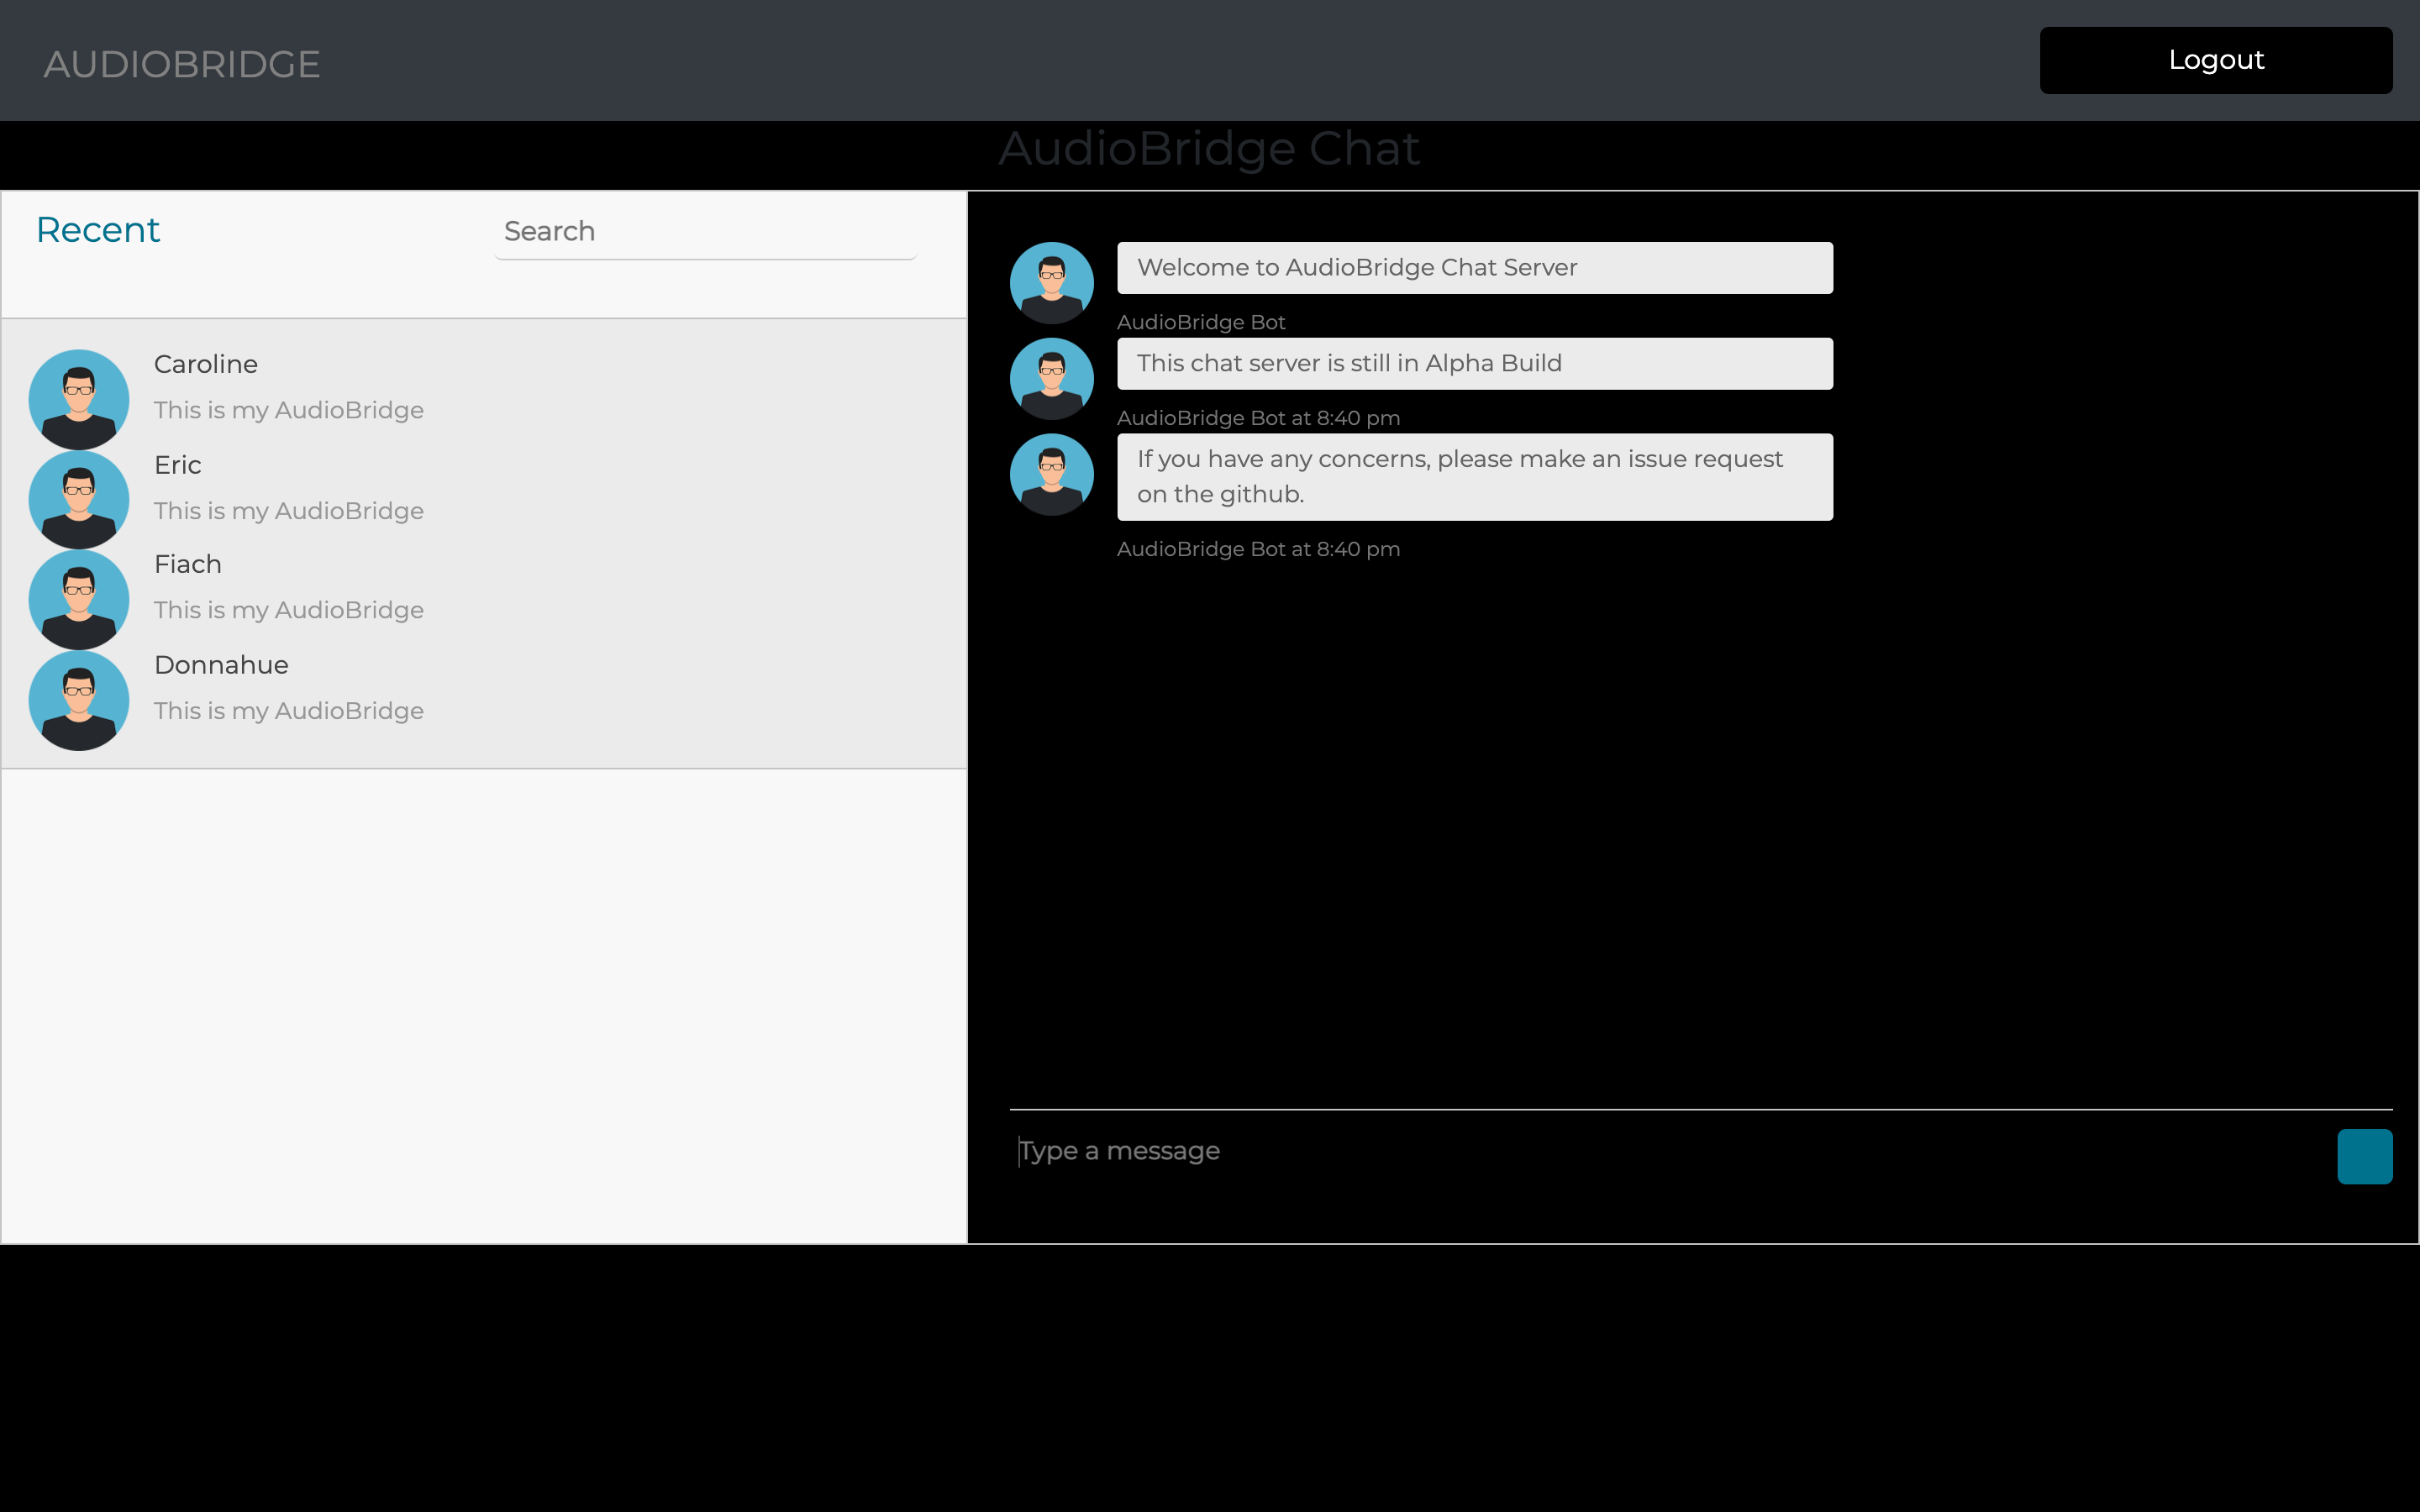 AUDIOBRIDGE
Logout
AudioBridge Chat
Recent
Search
Caroline
This is my AudioBridge
Eric
This is my AudioBridge
Fiach
This is my AudioBridge
Donnahue
This is my AudioBridge
Welcome to AudioBridge Chat Server
AudioBridge Bot
This chat server is still in Alpha Build
AudioBridge Bot at 8:40 pm
If you have any concerns, please make an issue request
on the github.
AudioBridge Bot at 8:40 pm
Type a message